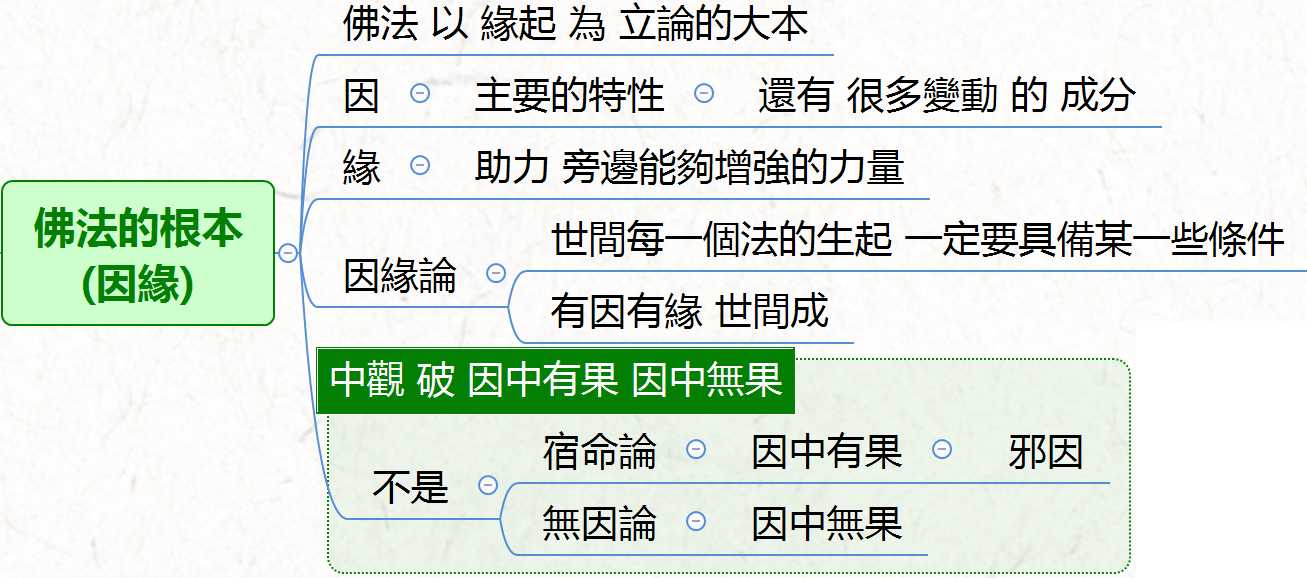 佛法 以 緣起 為 立論的大本
因 主要的特性 還有 很多變動 的 成分
緣 助力 旁邊能夠增強的力量
佛法的根本
(因緣)
因緣論
世間每一個法的生起 一定要具備某一些條件
有因有緣 世間成
中觀 破 因中有果 因中無果
不是
宿命論 因中有果 邪因
無因論 因中無果